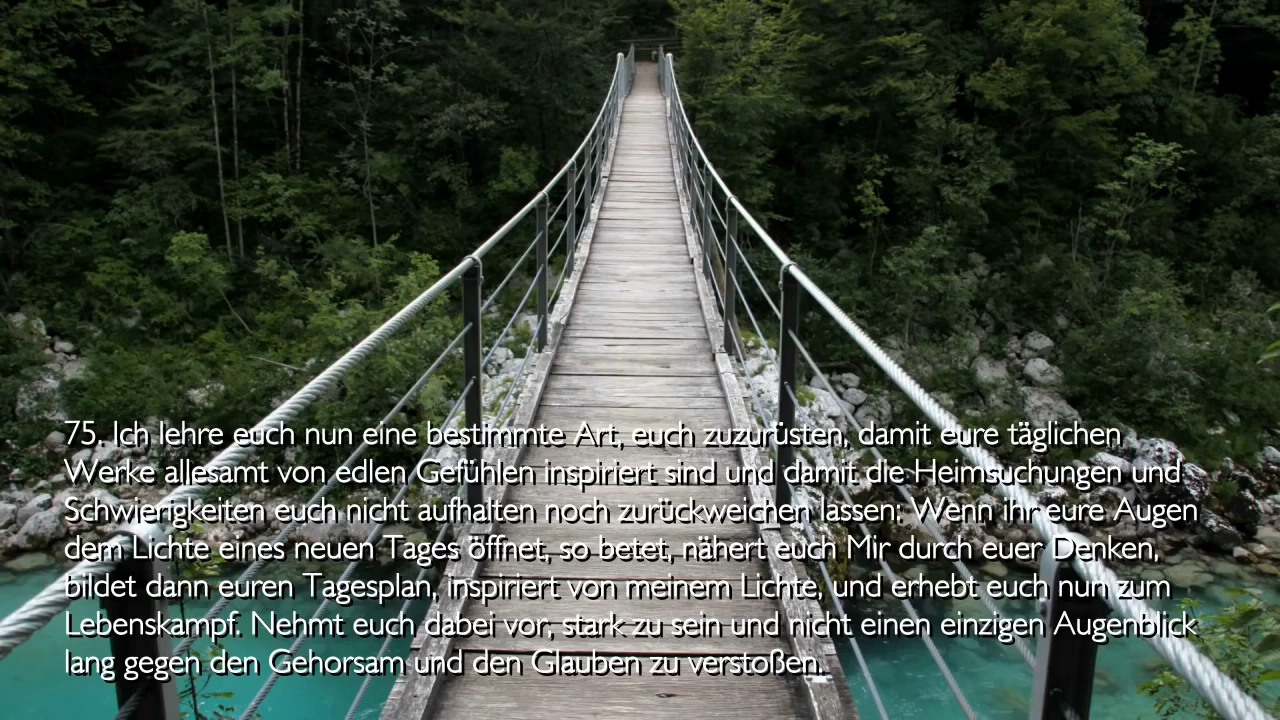 75. Ich lehre euch nun eine bestimmte Art, euch zuzurüsten, damit eure täglichen
Werke allesamt von edlen Gefühlen inspiriert sind und damit die Heimsuchungen und
Schwierigkeiten euch nicht aufhalten noch zurückweichen lassen: Wenn ihr eure Augen
dem Lichte eines neuen Tages öffnet, so betet, nähert euch Mir durch euer Denken,
bildet dann euren Tagesplan, inspiriert von meinem Lichte, und erhebt euch nun zum
Lebenskampf. Nehmt euch dabei vor, stark zu sein und nicht einen einzigen Augenblick
lang gegen den Gehorsam und den Glauben zu verstoßen.